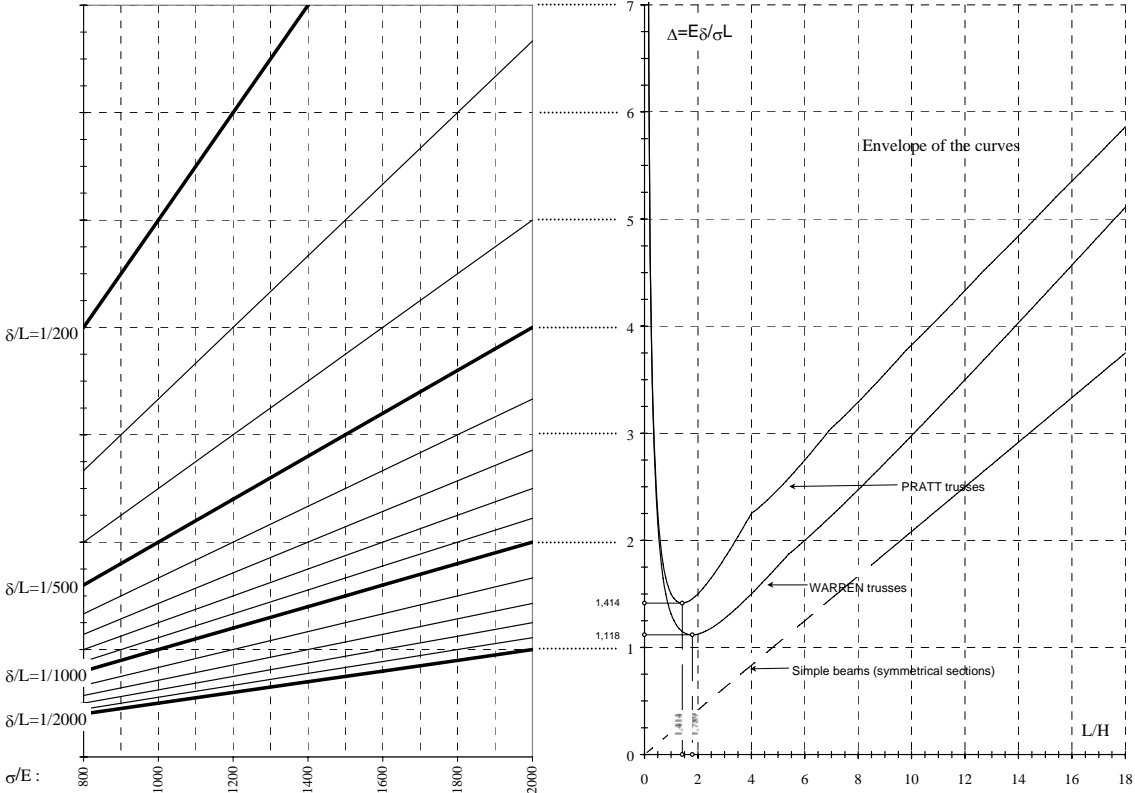 δ/L=1/200
δ/L=1/500
δ/L=1/1000
δ/L=1/2000
σ/E :
800
1000
1200
1400
1600
1800
2000
7
6
5
4
3
2
1,414
1,118
1
0
Δ=Eδ/σL
Envelope of the curves
PRATT trusses
WARREN trusses
Simple beams (symmetrical sections)
1,414
1,789
L/H
0
2
4
6
8
10
12
14
16
18